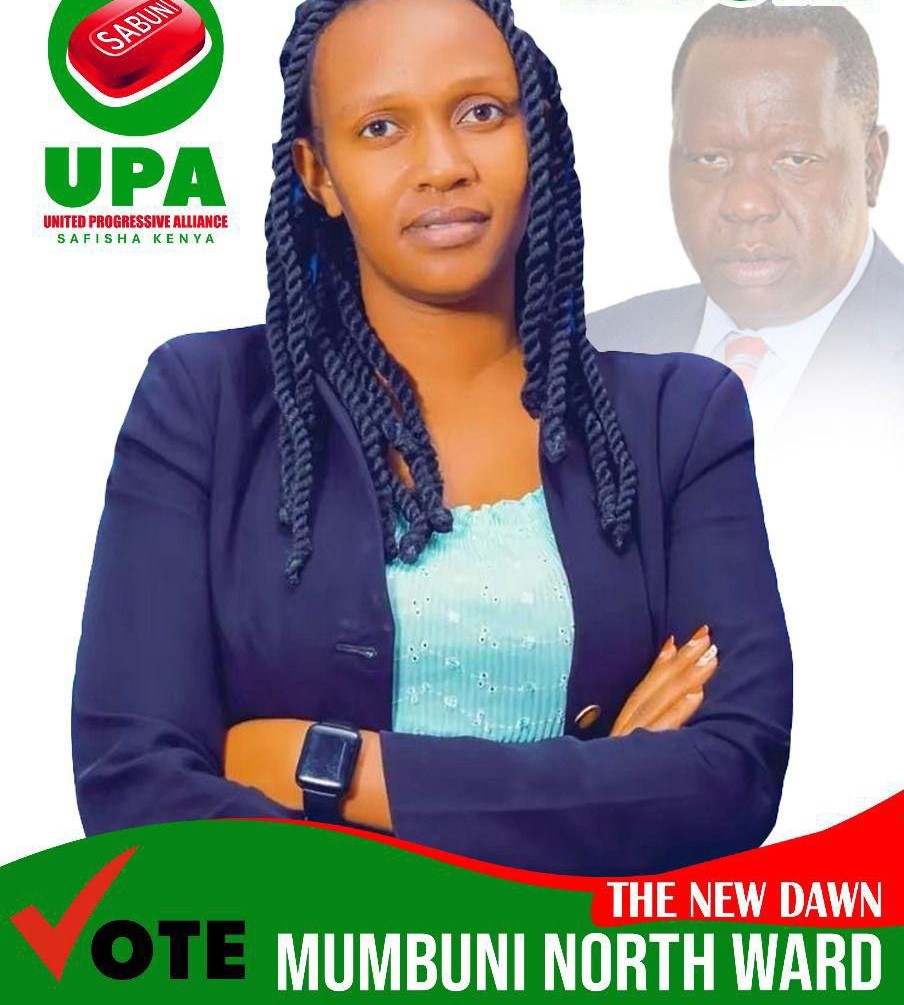 SABUNI
UPA
UNITED PROGRESSIVE ALLIANCE
SAFISHA KENYA
THE NEW DAWN
VOTE
MUMBUNI NORTH WARD